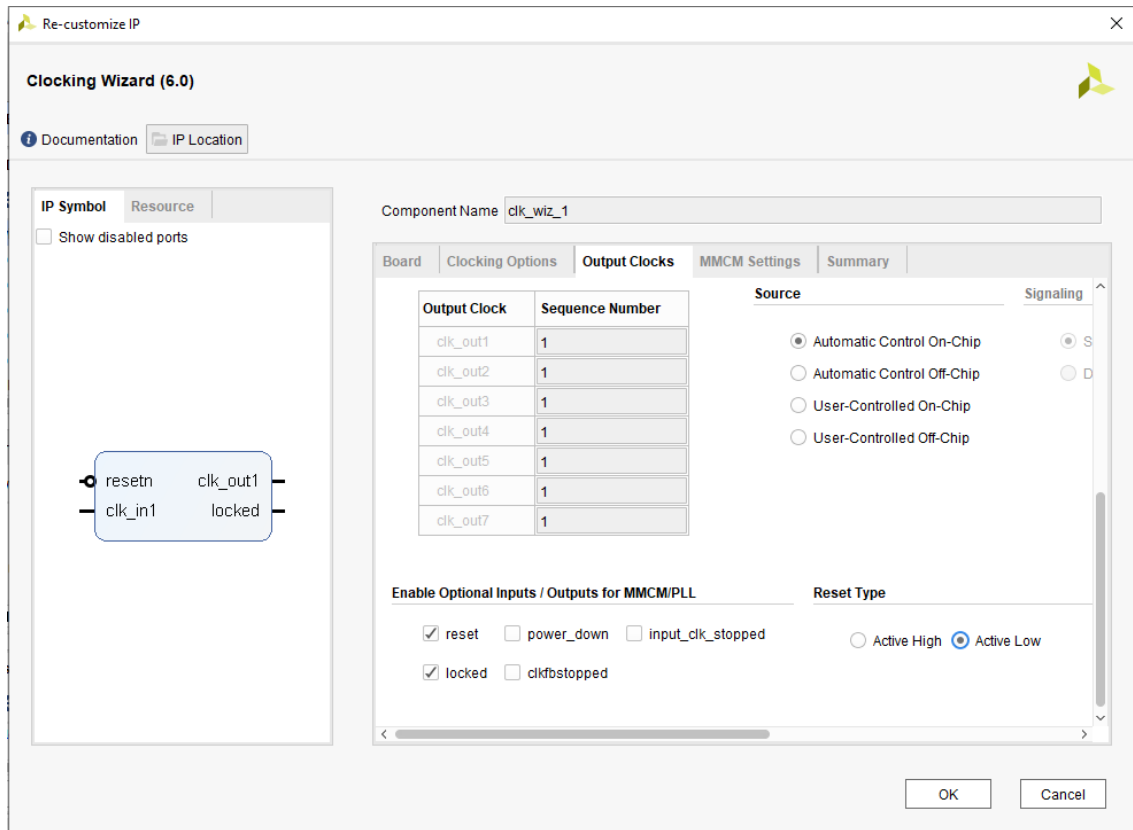 Re-customize IP
Clocking Wizard (6.0)
Documentation IP Location
IP Symbol Resource
Show disabled ports
resetn clk_out1
clk_in1 locked
Component Name clk_wiz_1
Board Clocking Options Output Clocks MMCM Settings Summary
Output Clock Sequence Number
clk_out1 1
clk_out2 1
clk_out3 1
clk_out4 1
clk_out5 1
clk_out6 1
clk_out7 1
Source
Automatic Control On-Chip
Automatic Control Off-Chip
User-Controlled On-Chip
User-Controlled Off-Chip
Signaling
S
D
Enable Optional Inputs / Outputs for MMCM/PLL
reset power_down input_clk_stopped
locked clkfbstopped
Reset Type
Active High Active Low
OK Cancel